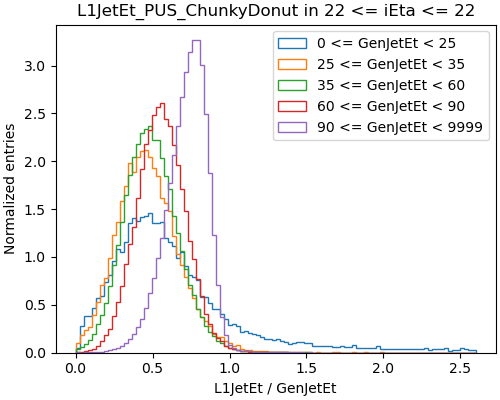 L1JetEt_PUS_ChunkyDonut in 22 <= iEta <= 22
0 <= GenJetEt < 25
25 <= GenJetEt < 35
35 <= GenJetEt < 60
60 <= GenJetEt < 90
90 <= GenJetEt < 9999
Normalized entries
3.0
2.5
2.0
1.5
1.0
0.5
0.0
0.0 0.5 1.0 1.5 2.0 2.5
L1JetEt / GenJetEt